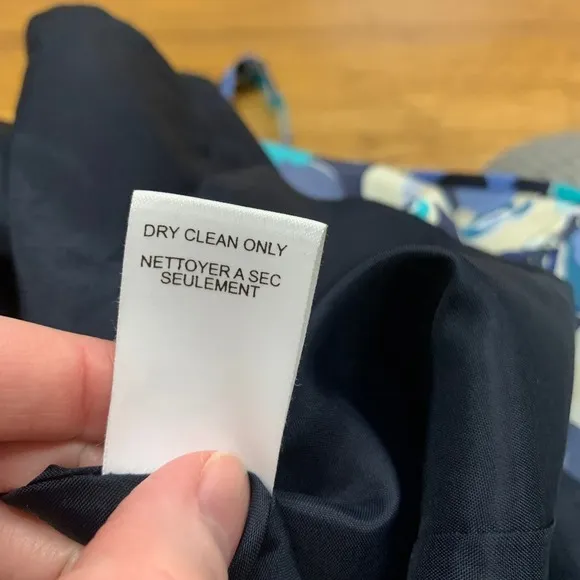 DRY CLEAN ONLY
NETTOYER A SEC
SEULEMENT